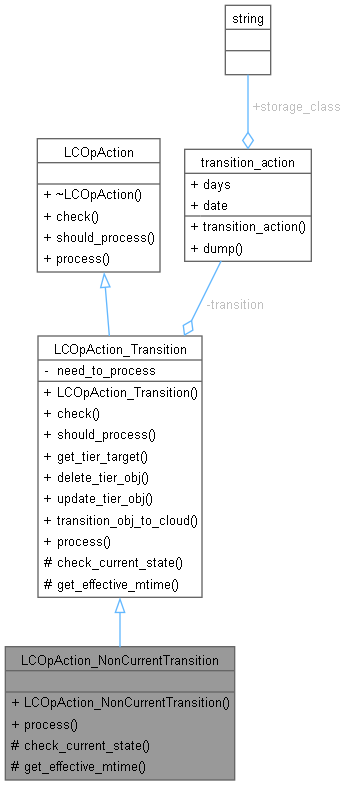 string
+storage_class
LCOpAction
+ ~LCOpAction()
+ check()
+ should_process()
+ process()
transition_action
+ days
+ date
+ transition_action()
+ dump()
-transition
LCOpAction_Transition
- need_to_process
+ LCOpAction_Transition()
+ check()
+ should_process()
+ get_tier_target()
+ delete_tier_obj()
+ update_tier_obj()
+ transition_obj_to_cloud()
+ process()
# check_current_state()
# get_effective_mtime()
LCOpAction_NonCurrentTransition
+ LCOpAction_NonCurrentTransition()
+ process()
# check_current_state()
# get_effective_mtime()